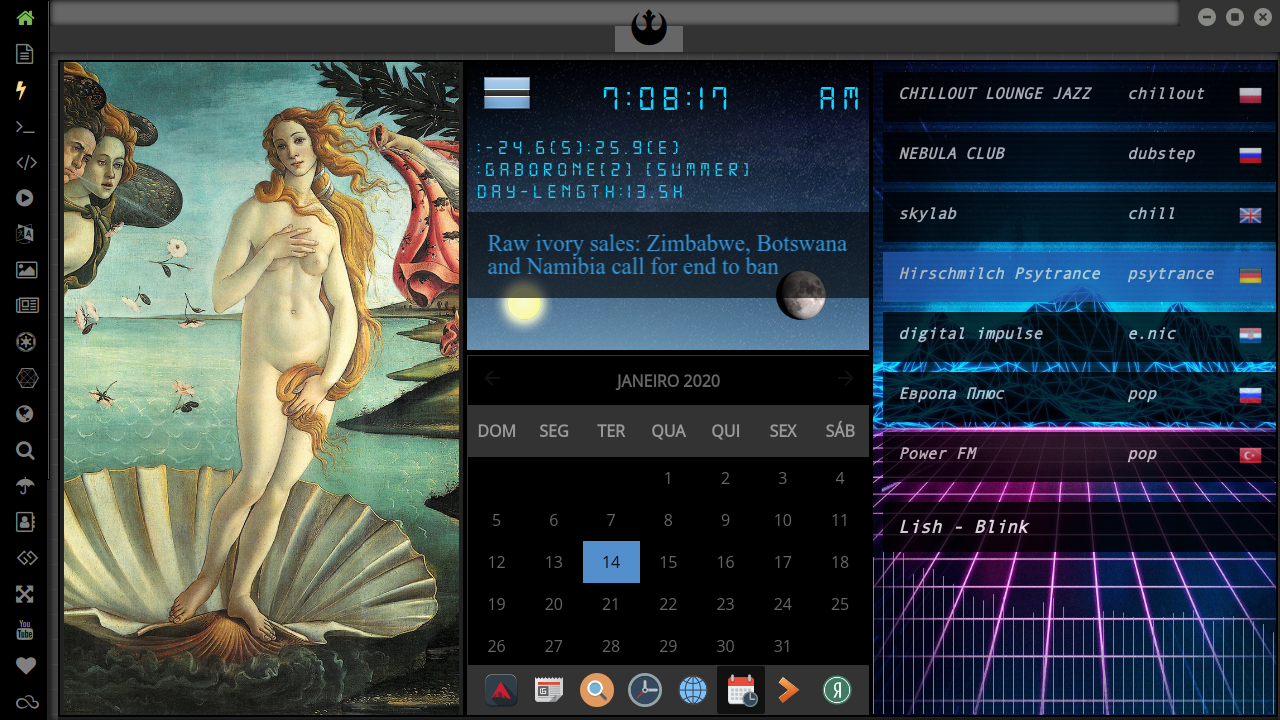 7:08:17 AM
:-24.6(S):25.9(E)
:GABORONE[2] [SUMMER]
DAY-LENGTH:13.5H
Raw ivory sales: Zimbabwe, Botswana
and Namibia call for end to ban
JANEIRO 2020
DOM SEG TER QUA QUI SEX SÁB
1 2 3 4
5 6 7 8 9 10 11
12 13 14 15 16 17 18
19 20 21 22 23 24 25
26 27 28 29 30 31
CHILLOUT LOUNGE JAZZ chillout
NEBULA CLUB dubstep
skylab chill
Hirschmilch Psytrance psytrance
digital impulse e.nic
Европа Плюс pop
Power FM pop
Lish - Blink
You
Tube